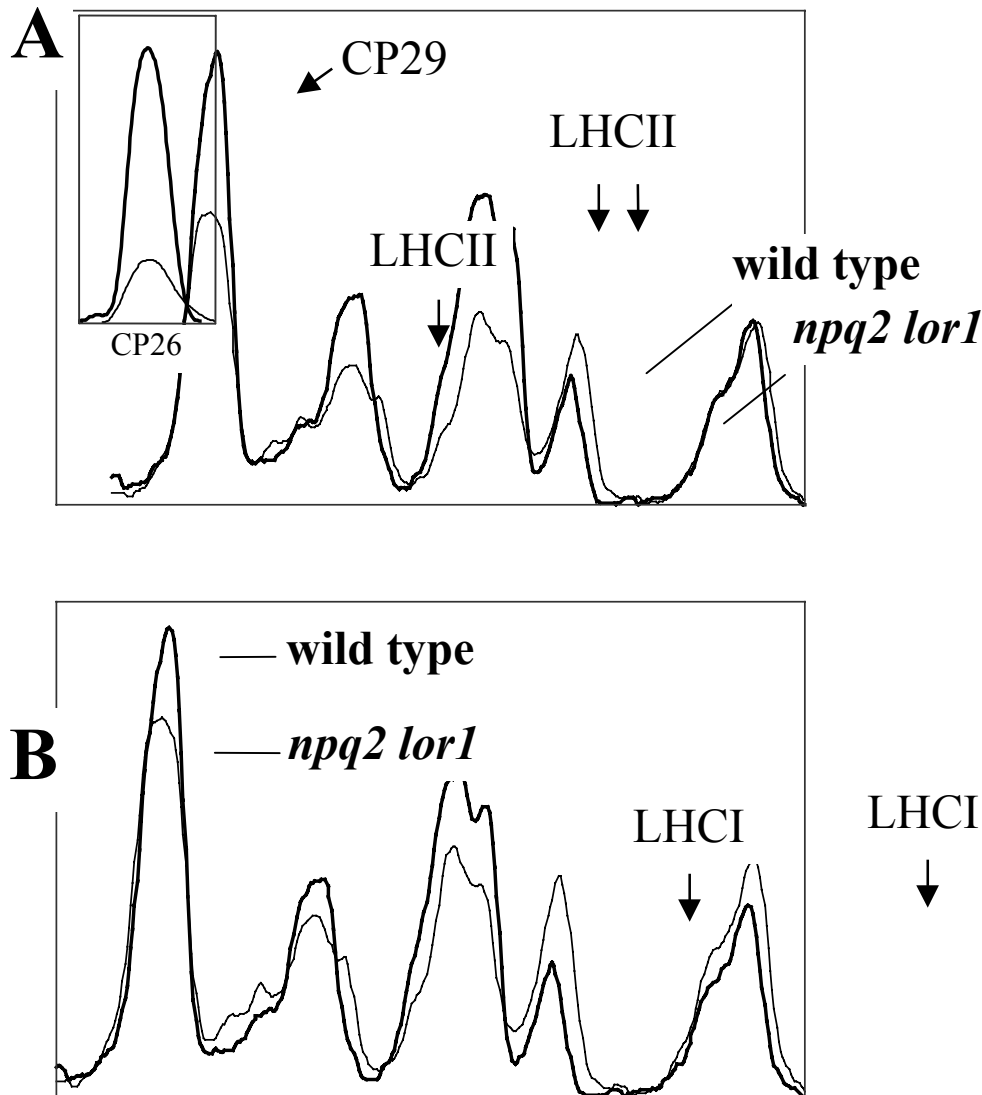 A
CP29
LHCII
LHCII
wild type
npq2 lor1
CP26
B
wild type
npq2 lor1
LHCI
LHCI